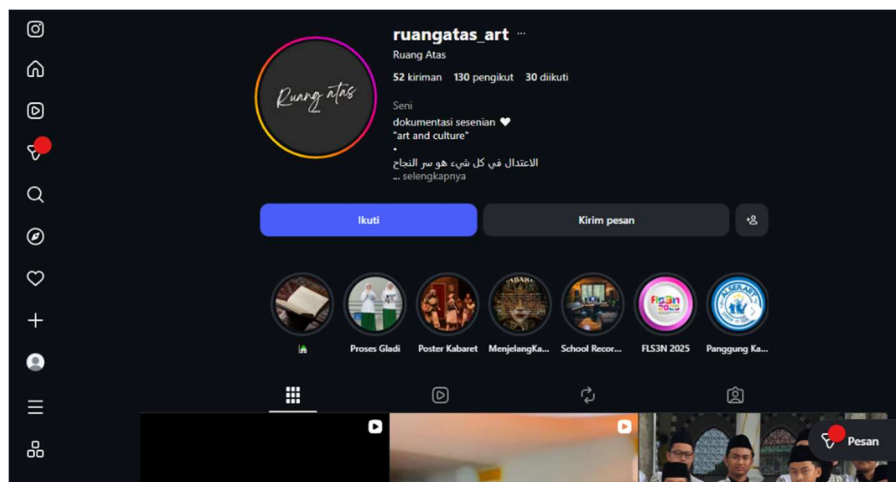 ruangatas_art ...
Ruang Atas
52 kiriman 130 pengikut 30 diikuti
Ruang atas
Seni
dokumentasi sesenian 🤍
"art and culture"
•
الاعتدال في كل شيء هو سر النجاح
... selengkapnya
Ikuti
Kirim pesan
Proses Gladi
Poster Kabaret
MenjelangKa...
School Recor...
FLS3N 2025
Panggung Ka...
Pesan